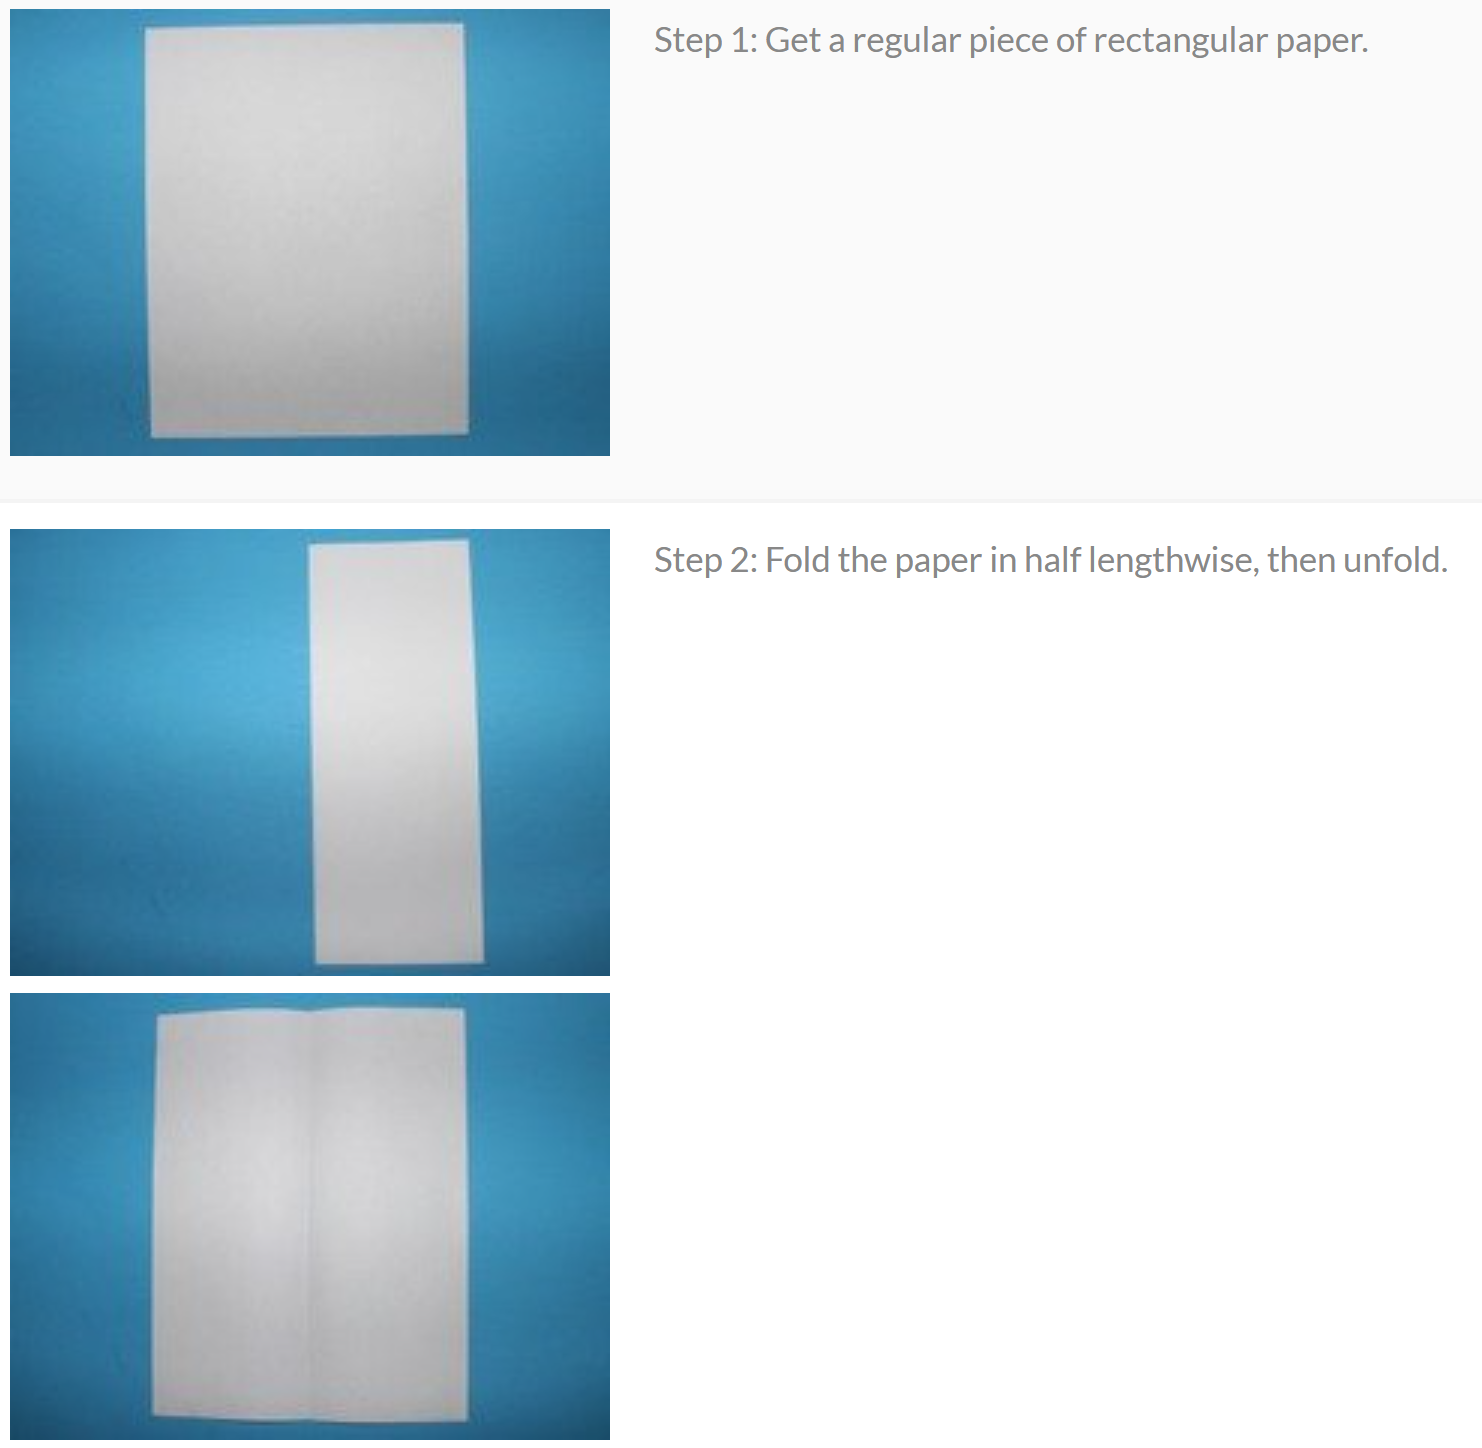 Step 1: Get a regular piece of rectangular paper.
Step 2: Fold the paper in half lengthwise, then unfold.